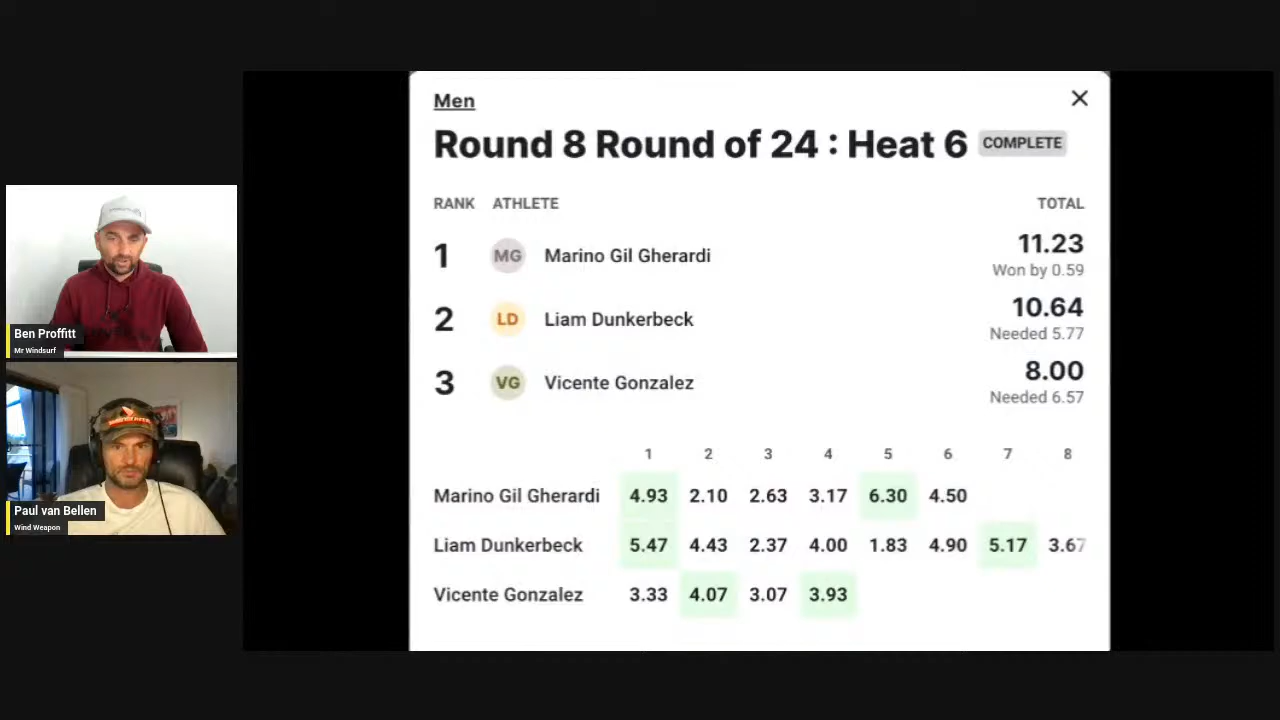 Men
Round 8 Round of 24 : Heat 6 COMPLETE
RANK ATHLETE TOTAL
1 MG Marino Gil Gherardi 11.23
Won by 0.59
2 LD Liam Dunkerbeck 10.64
Needed 5.77
3 VG Vicente Gonzalez 8.00
Needed 6.57
1 2 3 4 5 6 7 8
Marino Gil Gherardi 4.93 2.10 2.63 3.17 6.30 4.50
Liam Dunkerbeck 5.47 4.43 2.37 4.00 1.83 4.90 5.17 3.67
Vicente Gonzalez 3.33 4.07 3.07 3.93
Ben Proffitt
Mr Windsurf
Paul van Bellen
Wind Weapon